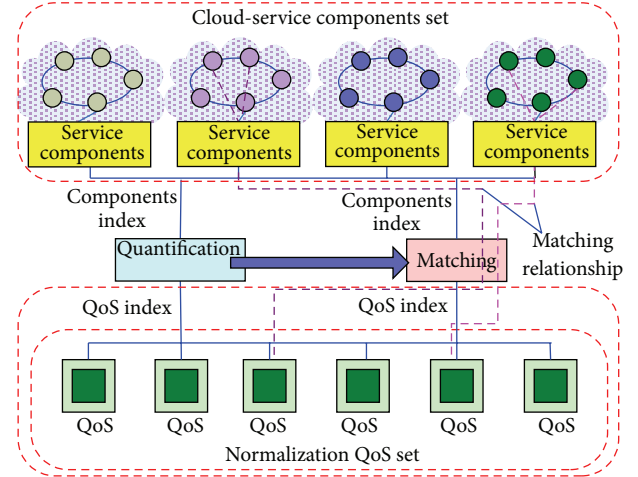 Cloud-service components set
Service components
Service components
Service components
Service components
Components index
Components index
Quantification
Matching
Matching relationship
QoS index
QoS index
QoS
QoS
QoS
QoS
QoS
QoS
Normalization QoS set